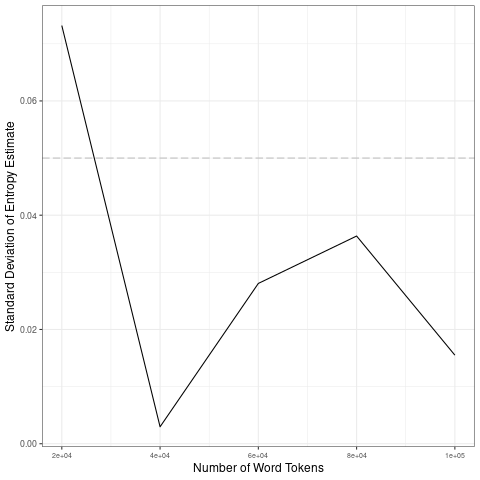 Standard Deviation of Entropy Estimate
0.06
0.04
0.02
0.00
2e+04 4e+04 6e+04 8e+04 1e+05
Number of Word Tokens